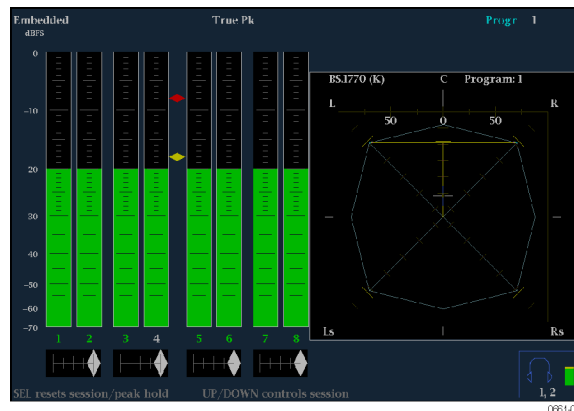 Embedded True Pk Progr 1
dBFS
0
BS.1770 (K) C Program: 1
L R
50 0 50
-10
20
30
40
-50
-60
-70
Ls Rs
1 2 3 4 5 6 7 8
SEL resets session/peak hold UP/DOWN controls session
1, 2